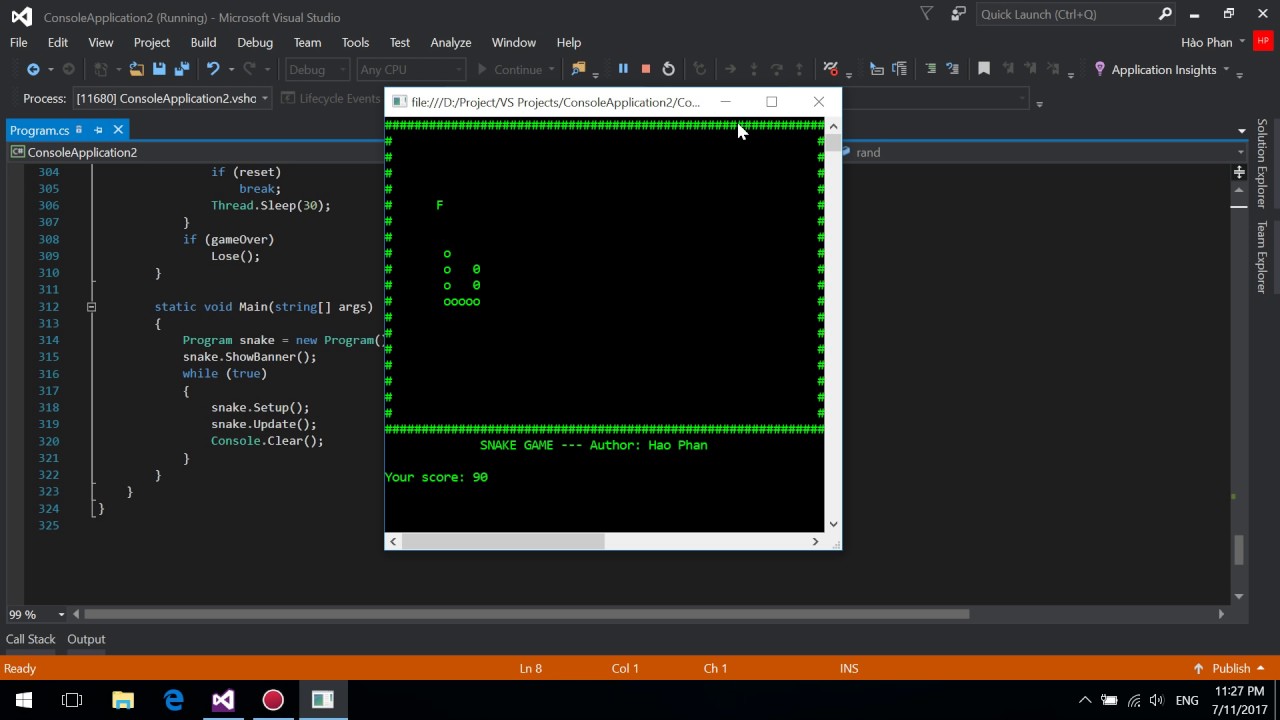 ConsoleApplication2 (Running) - Microsoft Visual Studio
Quick Launch (Ctrl+Q)
File Edit View Project Build Debug Team Tools Test Analyze Window Help
Hảo Phan HP
Debug Any CPU Continue Application Insights
Process: [11680] ConsoleApplication2.vsho Lifecycle Events
file:///D:/Project/VS Projects/ConsoleApplication2/Co...
Program.cs
ConsoleApplication2
rand
304 if (reset)
305 break;
306 Thread.Sleep(30);
307 }
308 if (gameOver)
309 Lose();
310 }
311
312 static void Main(string[] args)
313 {
314 Program snake = new Program(
315 snake.ShowBanner();
316 while (true)
317 {
318 snake.Setup();
319 snake.Update();
320 Console.Clear();
321 }
322 }
323 }
324 }
325
F
o
o 0
o 0
ooooo
SNAKE GAME --- Author: Hao Phan
Your score: 90
Solution Explorer
Team Explorer
99 %
Call Stack Output
Ready Ln 8 Col 1 Ch 1 INS Publish
ENG
11:27 PM
7/11/2017